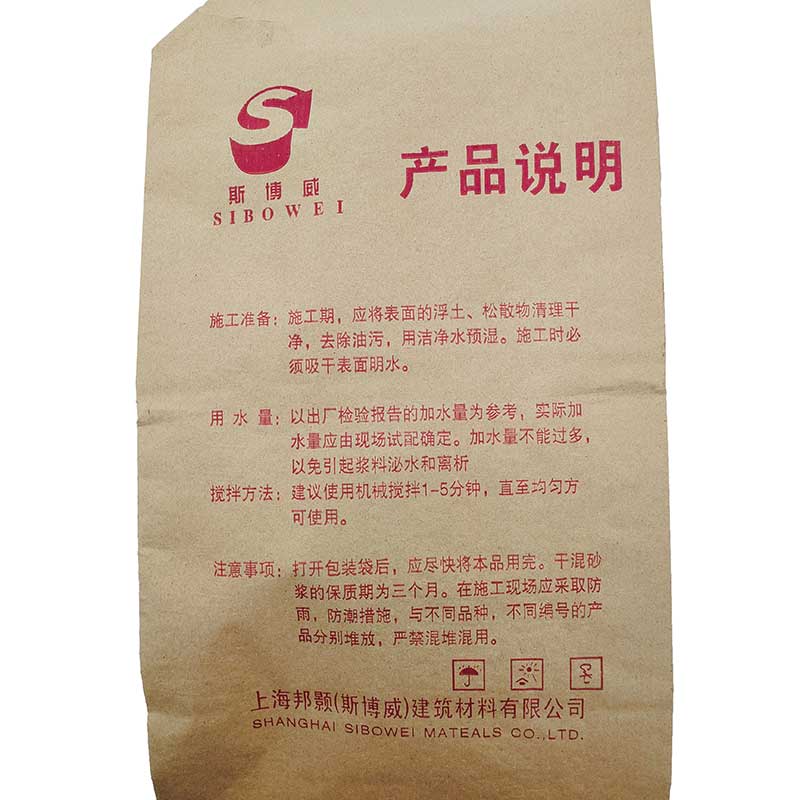 斯博威
SIBOWEI
产品说明
施工准备：施工期，应将表面的浮土、松散物清理干
净，去除油污，用洁净水预湿。施工时必
须吸干表面明水。
用水量：以出厂检验报告的加水量为参考，实际加
水量应由现场试配确定。加水量不能过多，
以免引起浆料泌水和离析
搅拌方法：建议使用机械搅拌1-5分钟，直至均匀方
可使用。
注意事项：打开包装袋后，应尽快将本品用完。干混砂
浆的保质期为三个月。在施工现场应采取防
雨，防潮措施，与不同品种，不同编号的产
品分别堆放，严禁混堆混用。
上海邦颢(斯博威)建筑材料有限公司
SHANGHAI SIBOWEI MATEALS CO.,LTD.